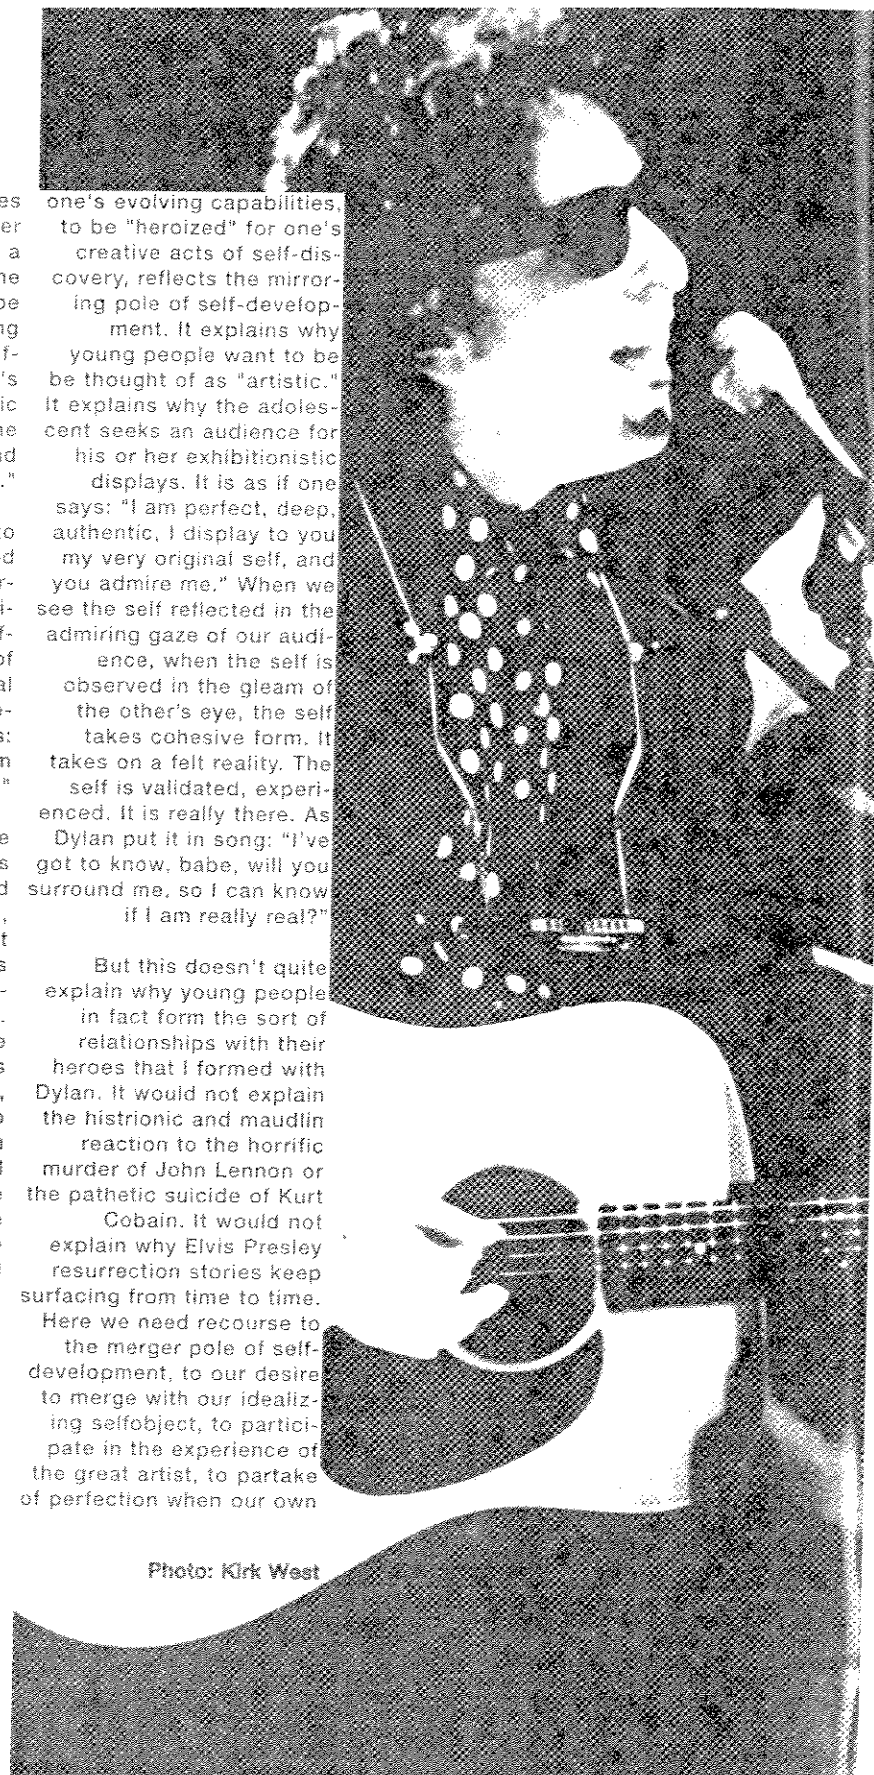 es
er
a
ne
be
ng
f-
's
ic
ne
nd
."
to
ed
r-
i-
f-
of
al
e-
s:
n
"
e
s
d
,
t
s
-
.
e
s
,
o
one's evolving capabilities,
to be "heroized" for one's
creative acts of self-dis-
covery, reflects the mirror-
ing pole of self-develop-
ment. It explains why
young people want to be
be thought of as "artistic."
It explains why the adoles-
cent seeks an audience for
his or her exhibitionistic
displays. It is as if one
says: "I am perfect, deep,
authentic, I display to you
my very original self, and
you admire me." When we
see the self reflected in the
admiring gaze of our audi-
ence, when the self is
observed in the gleam of
the other's eye, the self
takes cohesive form. It
takes on a felt reality. The
self is validated, experi-
enced. It is really there. As
Dylan put it in song: "I've
got to know, babe, will you
surround me, so I can know
if I am really real?"
But this doesn't quite
explain why young people
in fact form the sort of
relationships with their
heroes that I formed with
Dylan. It would not explain
the histrionic and maudlin
reaction to the horrific
murder of John Lennon or
the pathetic suicide of Kurt
Cobain. It would not
explain why Elvis Presley
resurrection stories keep
surfacing from time to time.
Here we need recourse to
the merger pole of self-
development, to our desire
to merge with our idealiz-
ing selfobject, to partici-
pate in the experience of
the great artist, to partake
of perfection when our own
Photo: Kirk West